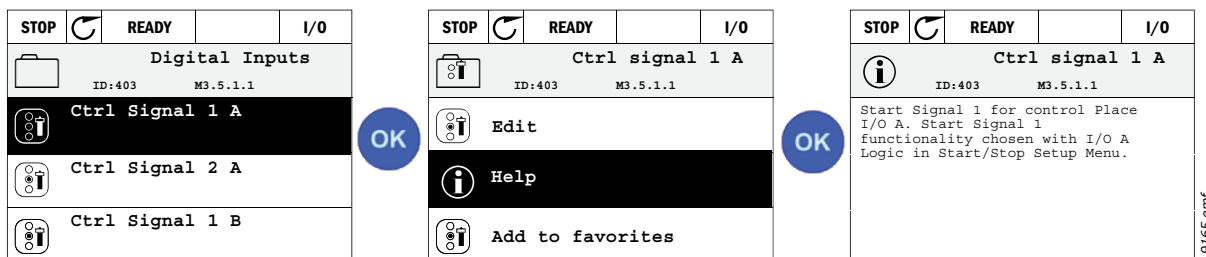 STOP READY I/O
Digital Inputs
ID:403 M3.5.1.1
Ctrl Signal 1 A
Ctrl Signal 2 A
Ctrl Signal 1 B
OK
STOP READY I/O
Ctrl signal 1 A
ID:403 M3.5.1.1
Edit
Help
Add to favorites
OK
STOP READY I/O
Ctrl signal 1 A
ID:403 M3.5.1.1
Start Signal 1 for control Place
I/O A. Start Signal 1
functionality chosen with I/O A
Logic in Start/Stop Setup Menu.
9165.emf